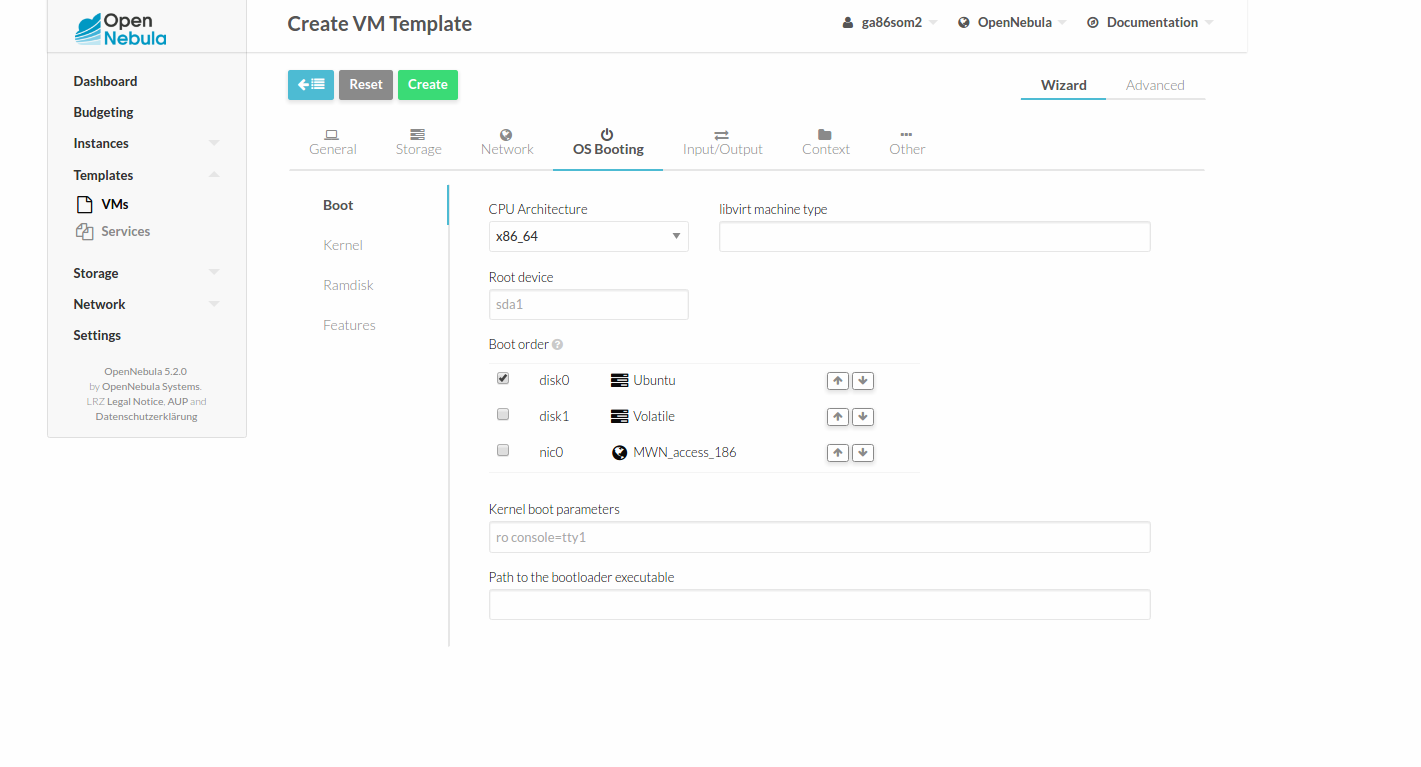 Open
Nebula
Create VM Template
ga86som2
OpenNebula
Documentation
Dashboard
Budgeting
Instances
Templates
VMs
Services
Storage
Network
Settings
OpenNebula 5.2.0
by OpenNebula Systems.
LRZ Legal Notice, AUP and
Datenschutzerklärung
Reset
Create
Wizard
Advanced
General
Storage
Network
OS Booting
Input/Output
Context
Other
Boot
Kernel
Ramdisk
Features
CPU Architecture
libvirt machine type
x86_64
Root device
sda1
Boot order
disk0 Ubuntu
disk1 Volatile
nic0 MWN_access_186
Kernel boot parameters
ro console=tty1
Path to the bootloader executable